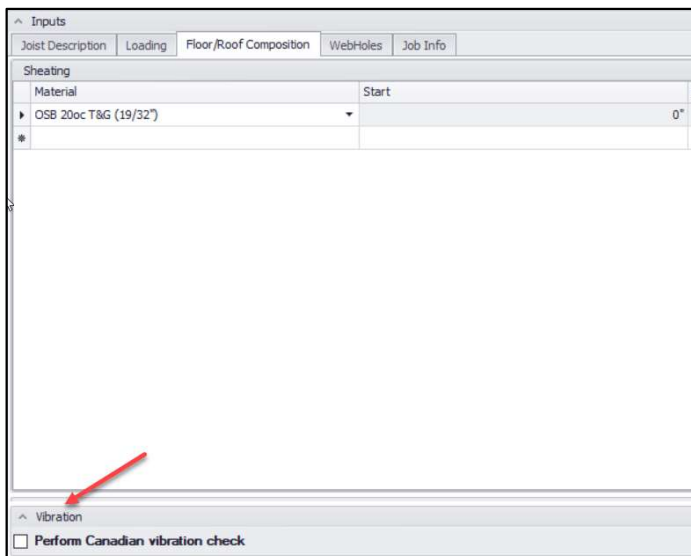 Inputs
Joist Description Loading Floor/Roof Composition WebHoles Job Info
Sheating
Material Start
OSB 20oc T&G (19/32") 0"
Vibration
Perform Canadian vibration check